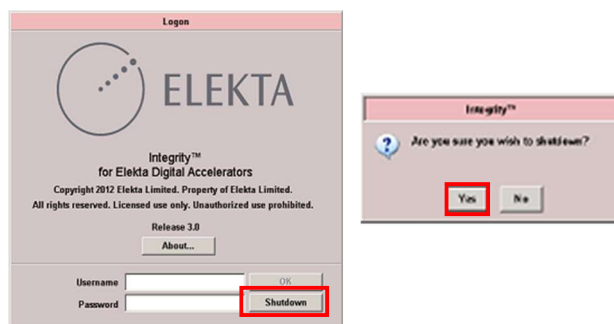 Logon
ELEKTA
Integrity™
for Elekta Digital Accelerators
Copyright 2012 Elekta Limited. Property of Elekta Limited.
All rights reserved. Licensed use only. Unauthorized use prohibited.
Release 3.0
About...
Username
OK
Password
Shutdown
Integrity™
Are you sure you wish to shutdown?
Yes
No